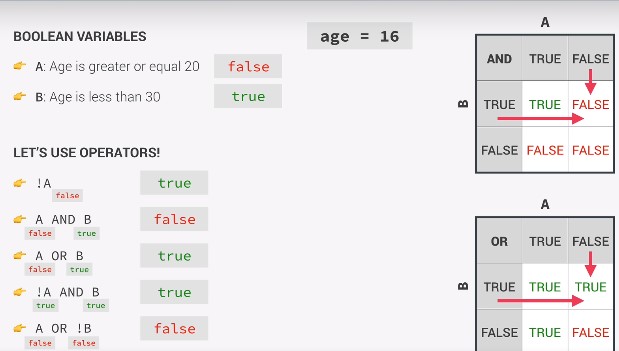 BOOLEAN VARIABLES
age = 16
A: Age is greater or equal 20 false
B: Age is less than 30 true
LET'S USE OPERATORS!
!A true
false
A AND B false
false true
A OR B true
false true
!A AND B true
true true
A OR !B false
false false
A
AND TRUE FALSE
B TRUE TRUE FALSE
FALSE FALSE FALSE
A
OR TRUE FALSE
B TRUE TRUE TRUE
FALSE TRUE FALSE